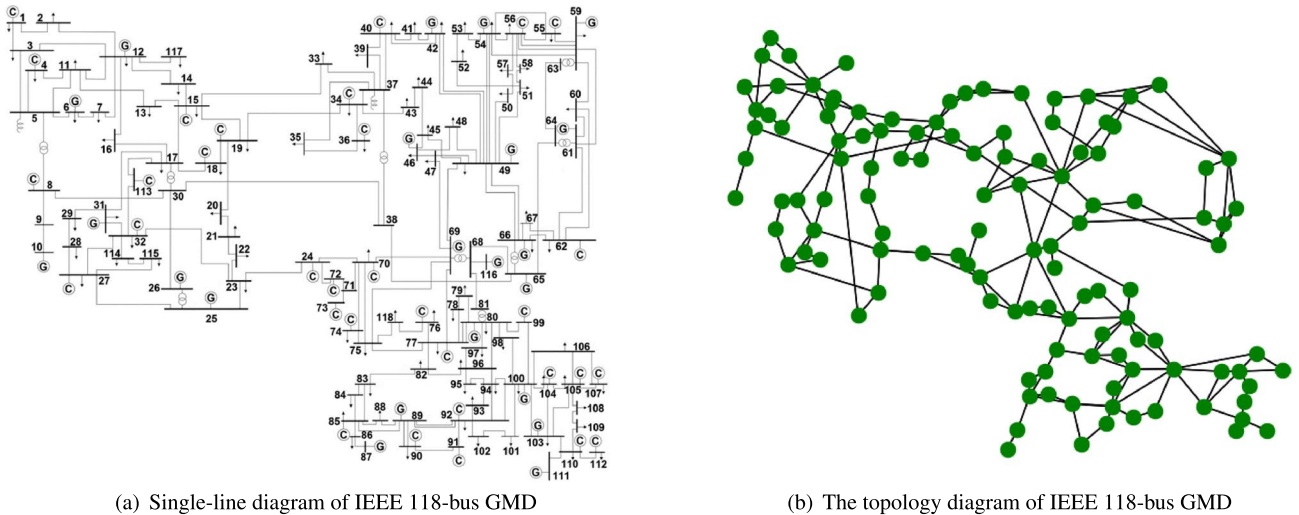 C 1 2 C 40 41 G 42 53 G 54 56 C C 55 59 G
3 C 4 11 G 12 117 33 39 52 63
14 37 57 58 44
5 6 G 7 13 C 15 34 C 43 50 51 60
16 C 19 35 36 C G 45 48 64 G 61
17 C 18 46 47 G 49
C 8 C 113 30
9 31 20 38 67
10 G 29 G C 32 21 69 68 66 62
28 114 115 22 24 70 G G 65 C
C 27 26 G 23 C 72 C 116 G
25 G C 71 79 81
73 C C 74 118 C 76 78 80 99
75 77 C G 97 98 106
82 96 C C C
83 95 94 100 104 105 107
84 88 G 89 C 92 93 G 108
85 C 86 C 103 G 109
87 G 90 91 C 102 101 110 C C 112
G 111
(a) Single-line diagram of IEEE 118-bus GMD
(b) The topology diagram of IEEE 118-bus GMD